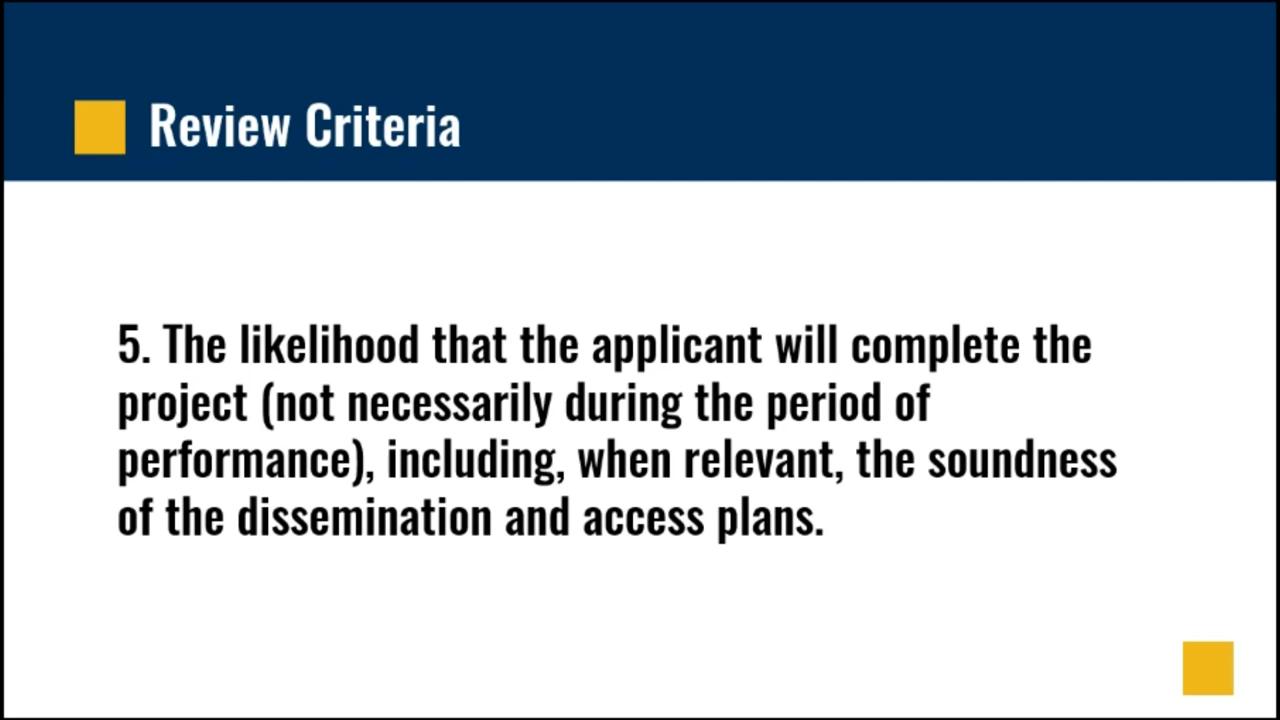 Review Criteria
5. The likelihood that the applicant will complete the
project (not necessarily during the period of
performance), including, when relevant, the soundness
of the dissemination and access plans.